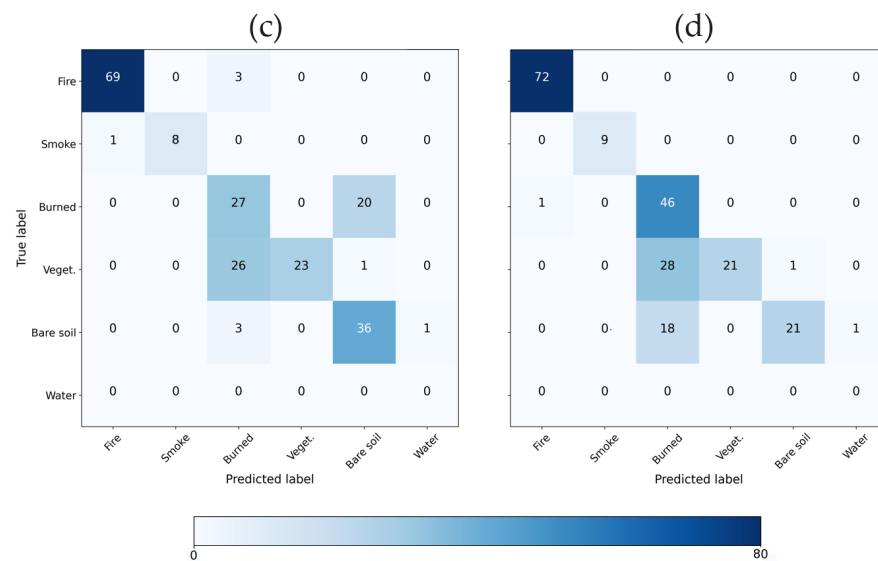 (c) (d)
Fire 69 0 3 0 0 0 72 0 0 0 0 0
Smoke 1 8 0 0 0 0 0 9 0 0 0 0
Burned 0 0 27 0 20 0 1 0 46 0 0 0
Veget. 0 0 26 23 1 0 0 0 28 21 1 0
Bare soil 0 0 3 0 36 1 0 0 18 0 21 1
Water 0 0 0 0 0 0 0 0 0 0 0 0
True label
Fire Smoke Burned Veget. Bare soil Water Fire Smoke Burned Veget. Bare soil Water
Predicted label Predicted label
0 80